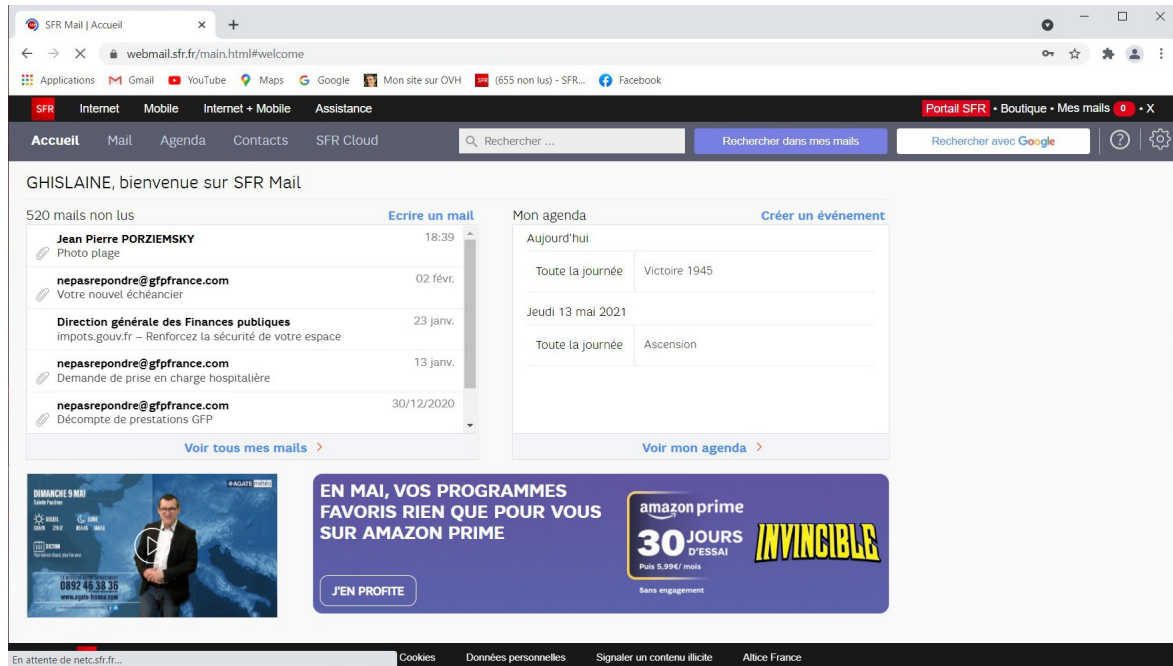 SFR Mail | Accueil
webmail.sfr.fr/main.html#welcome
Applications Gmail YouTube Maps Google Mon site sur OVH (655 non lus) - SFR... Facebook
SFR Internet Mobile Internet + Mobile Assistance Portail SFR • Boutique • Mes mails 0 • X
Accueil Mail Agenda Contacts SFR Cloud Rechercher ... Rechercher dans mes mails Rechercher avec Google
GHISLAINE, bienvenue sur SFR Mail
520 mails non lus Ecrire un mail Mon agenda Créer un événement
Jean Pierre PORZIEMSKY 18:39
Photo plage
nepasrepondre@gfpfrance.com 02 févr.
Votre nouvel échéancier
Direction générale des Finances publiques 23 janv.
impots.gouv.fr – Renforcez la sécurité de votre espace
nepasrepondre@gfpfrance.com 13 janv.
Demande de prise en charge hospitalière
nepasrepondre@gfpfrance.com 30/12/2020
Décompte de prestations GFP
Voir tous mes mails >
Aujourd'hui
Toute la journée Victoire 1945
Jeudi 13 mai 2021
Toute la journée Ascension
Voir mon agenda >
AGATE météo
DIMANCHE 9 MAI
SOLEIL LUNE
DICTON
0892 46 38 36
www.agate-france.com
EN MAI, VOS PROGRAMMES
FAVORIS RIEN QUE POUR VOUS
SUR AMAZON PRIME
J'EN PROFITE
amazon prime
30 JOURS
D'ESSAI
Puis 5,99€/ mois
Sans engagement
INVINCIBLE
En attente de netc.sfr.fr...
Cookies Données personnelles Signaler un contenu illicite Altice France